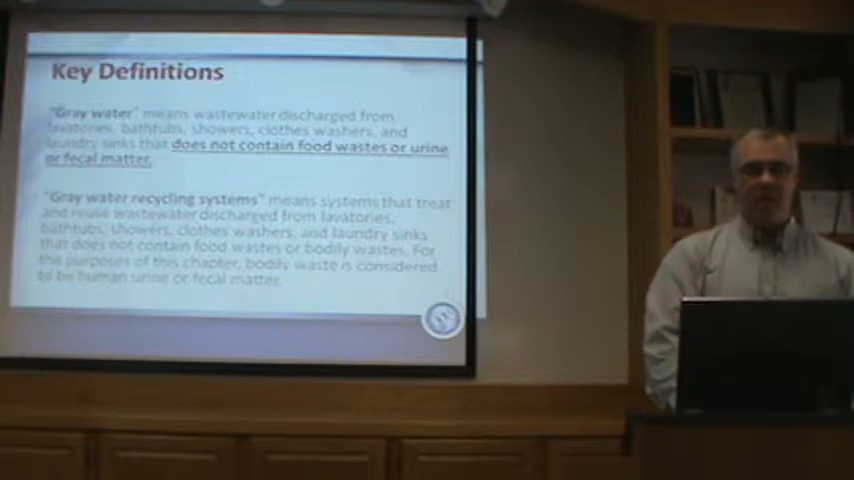 Key Definitions
"Gray water" means wastewater discharged from
lavatories, bathtubs, showers, clothes washers, and
laundry sinks that does not contain food wastes or urine
or fecal matter.
"Gray water recycling systems" means systems that treat
and reuse wastewater discharged from lavatories,
bathtubs, showers, clothes washers, and laundry sinks
that does not contain food wastes or bodily wastes. For
the purposes of this chapter, bodily waste is considered
to be human urine or fecal matter.